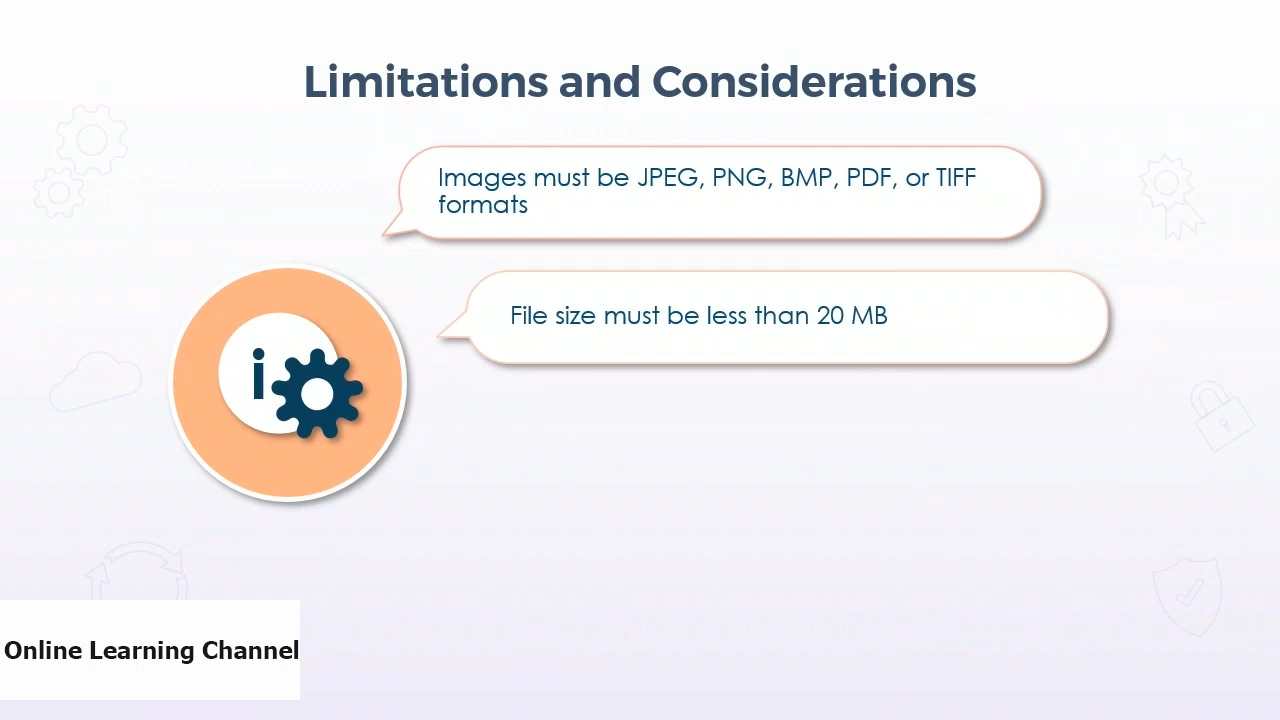 Limitations and Considerations
Images must be JPEG, PNG, BMP, PDF, or TIFF
formats
File size must be less than 20 MB
i
Online Learning Channel